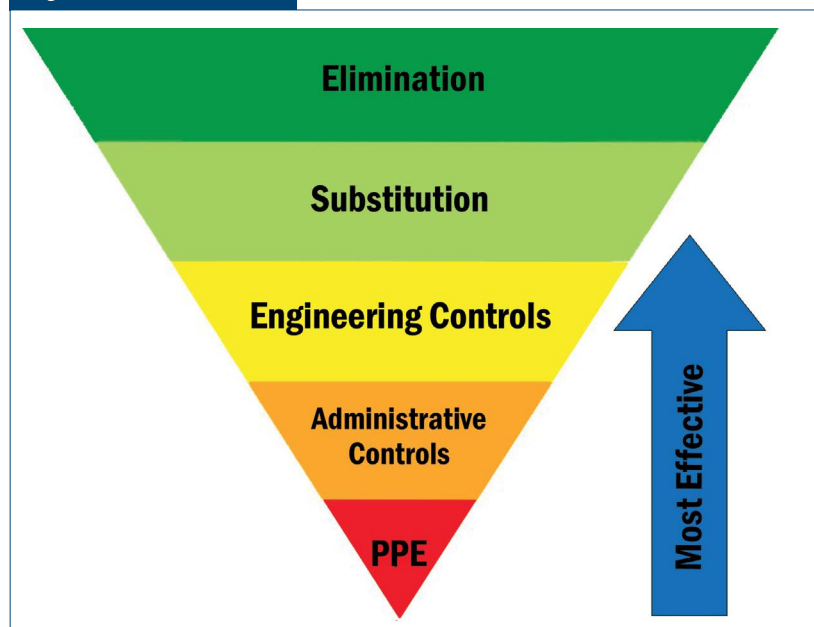 Elimination
Substitution
Engineering Controls
Administrative
Controls
PPE
Most Effective